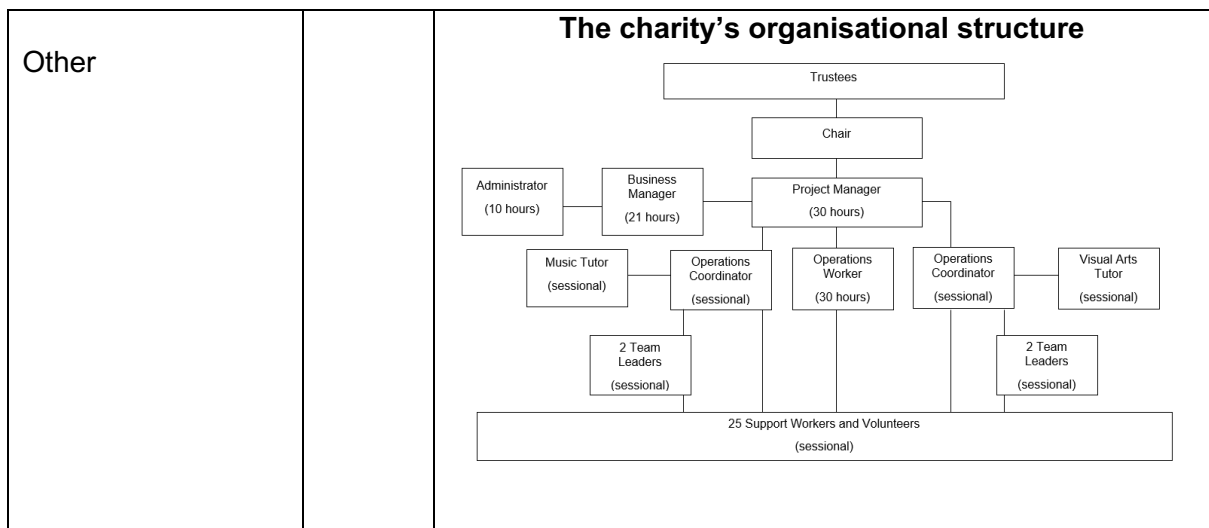 Other
The charity’s organisational structure
Trustees
Chair
Administrator
(10 hours)
Business
Manager
(21 hours)
Project Manager
(30 hours)
Music Tutor
(sessional)
Operations
Coordinator
(sessional)
Operations
Worker
(30 hours)
Operations
Coordinator
(sessional)
Visual Arts
Tutor
(sessional)
2 Team
Leaders
(sessional)
2 Team
Leaders
(sessional)
25 Support Workers and Volunteers
(sessional)